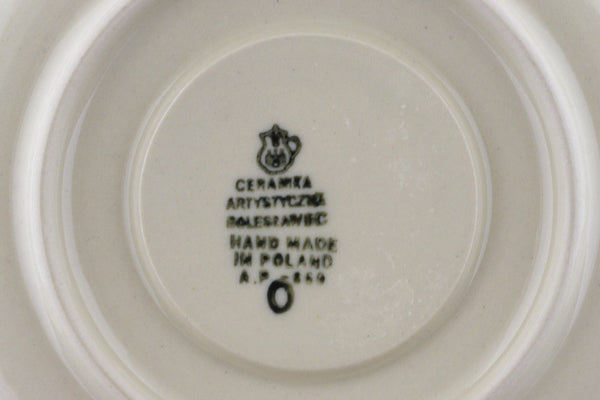 CERAMIKA
ARTYSTYCZNA
BOLESŁAWIEC
HAND MADE
IN POLAND
A.P.
O